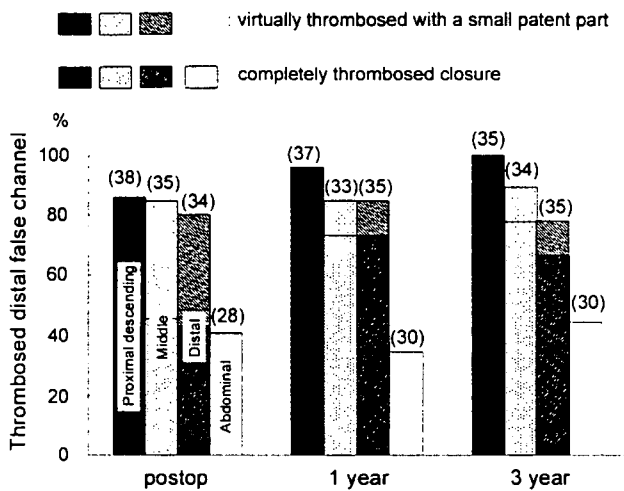 : virtually thrombosed with a small patent part
completely thrombosed closure
%
Thrombosed distal false channel
100
80
60
40
20
0
(38)
(35)
(34)
(28)
Proximal descending
Middle
Distal
Abdominal
postop
(37)
(33)
(35)
(30)
1 year
(35)
(34)
(35)
(30)
3 year